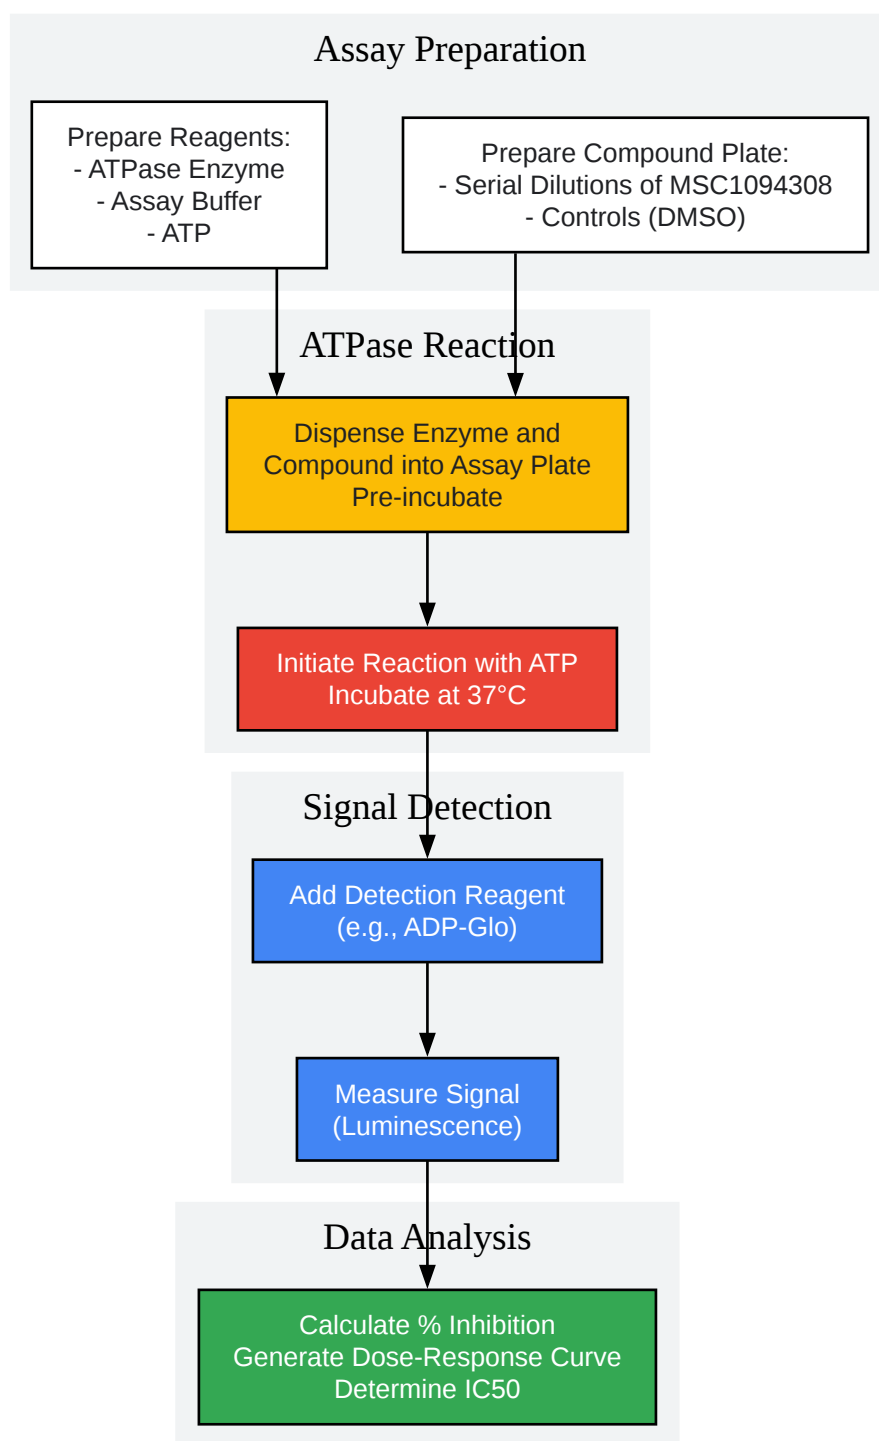 Assay Preparation
Prepare Reagents:
- ATPase Enzyme
- Assay Buffer
- ATP
Prepare Compound Plate:
- Serial Dilutions of MSC1094308
- Controls (DMSO)
ATPase Reaction
Dispense Enzyme and
Compound into Assay Plate
Pre-incubate
Initiate Reaction with ATP
Incubate at 37°C
Signal Detection
Add Detection Reagent
(e.g., ADP-Glo)
Measure Signal
(Luminescence)
Data Analysis
Calculate % Inhibition
Generate Dose-Response Curve
Determine IC50